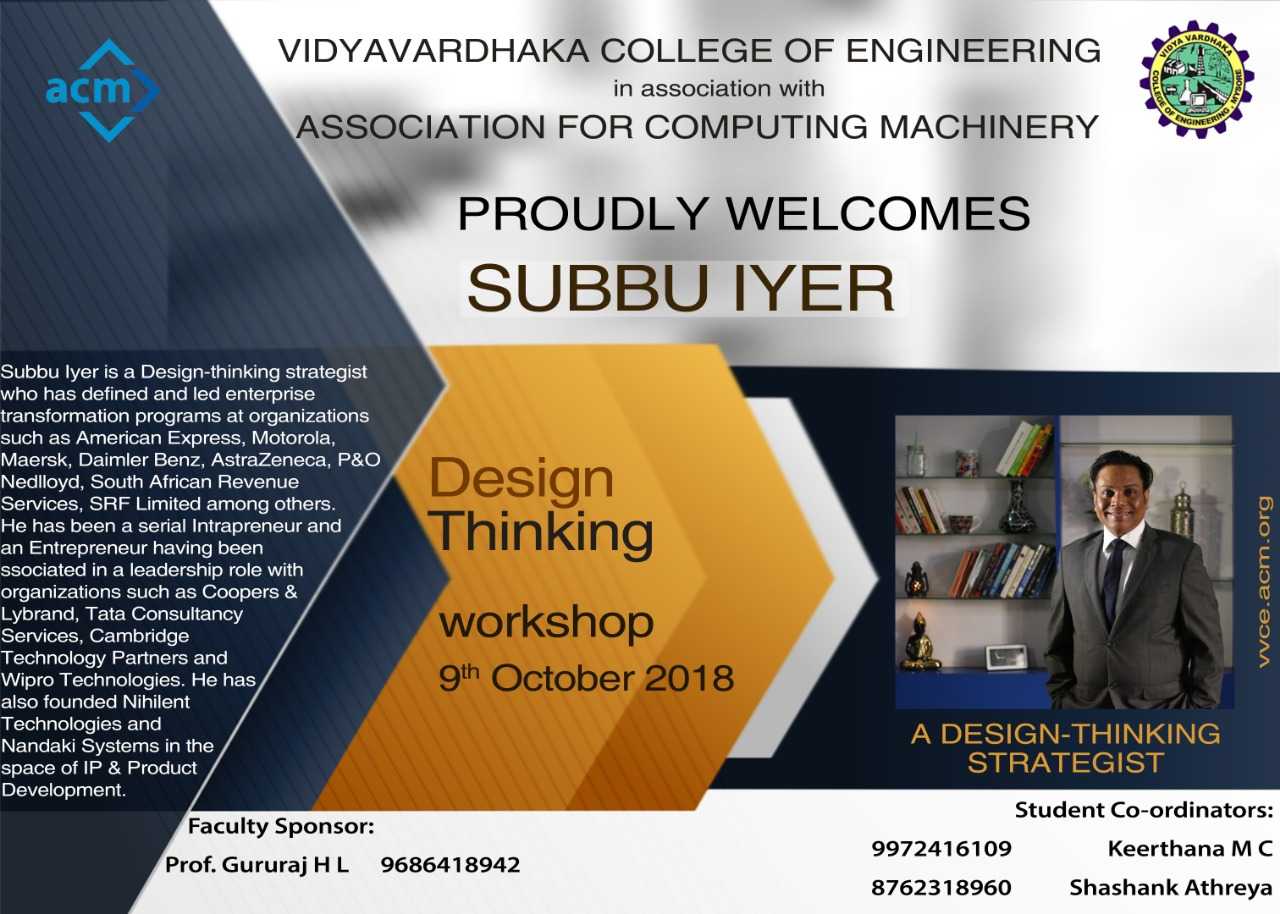 acm
VIDYAVARDHAKA COLLEGE OF ENGINEERING
in association with
ASSOCIATION FOR COMPUTING MACHINERY
VIDYA VARDHAKA
COLLEGE OF ENGINEERING, MYSORE
PROUDLY WELCOMES
SUBBU IYER
Subbu Iyer is a Design-thinking strategist
who has defined and led enterprise
transformation programs at organizations
such as American Express, Motorola,
Maersk, Daimler Benz, AstraZeneca, P&O
Nedlloyd, South African Revenue
Services, SRF Limited among others.
He has been a serial Intrapreneur and
an Entrepreneur having been
ssociated in a leadership role with
organizations such as Coopers &
Lybrand, Tata Consultancy
Services, Cambridge
Technology Partners and
Wipro Technologies. He has
also founded Nihilent
Technologies and
Nandaki Systems in the
space of IP & Product
Development.
Design
Thinking
workshop
9th October 2018
vvce.acm.org
A DESIGN-THINKING
STRATEGIST
Faculty Sponsor:
Prof. Gururaj H L 9686418942
Student Co-ordinators:
9972416109 Keerthana M C
8762318960 Shashank Athreya